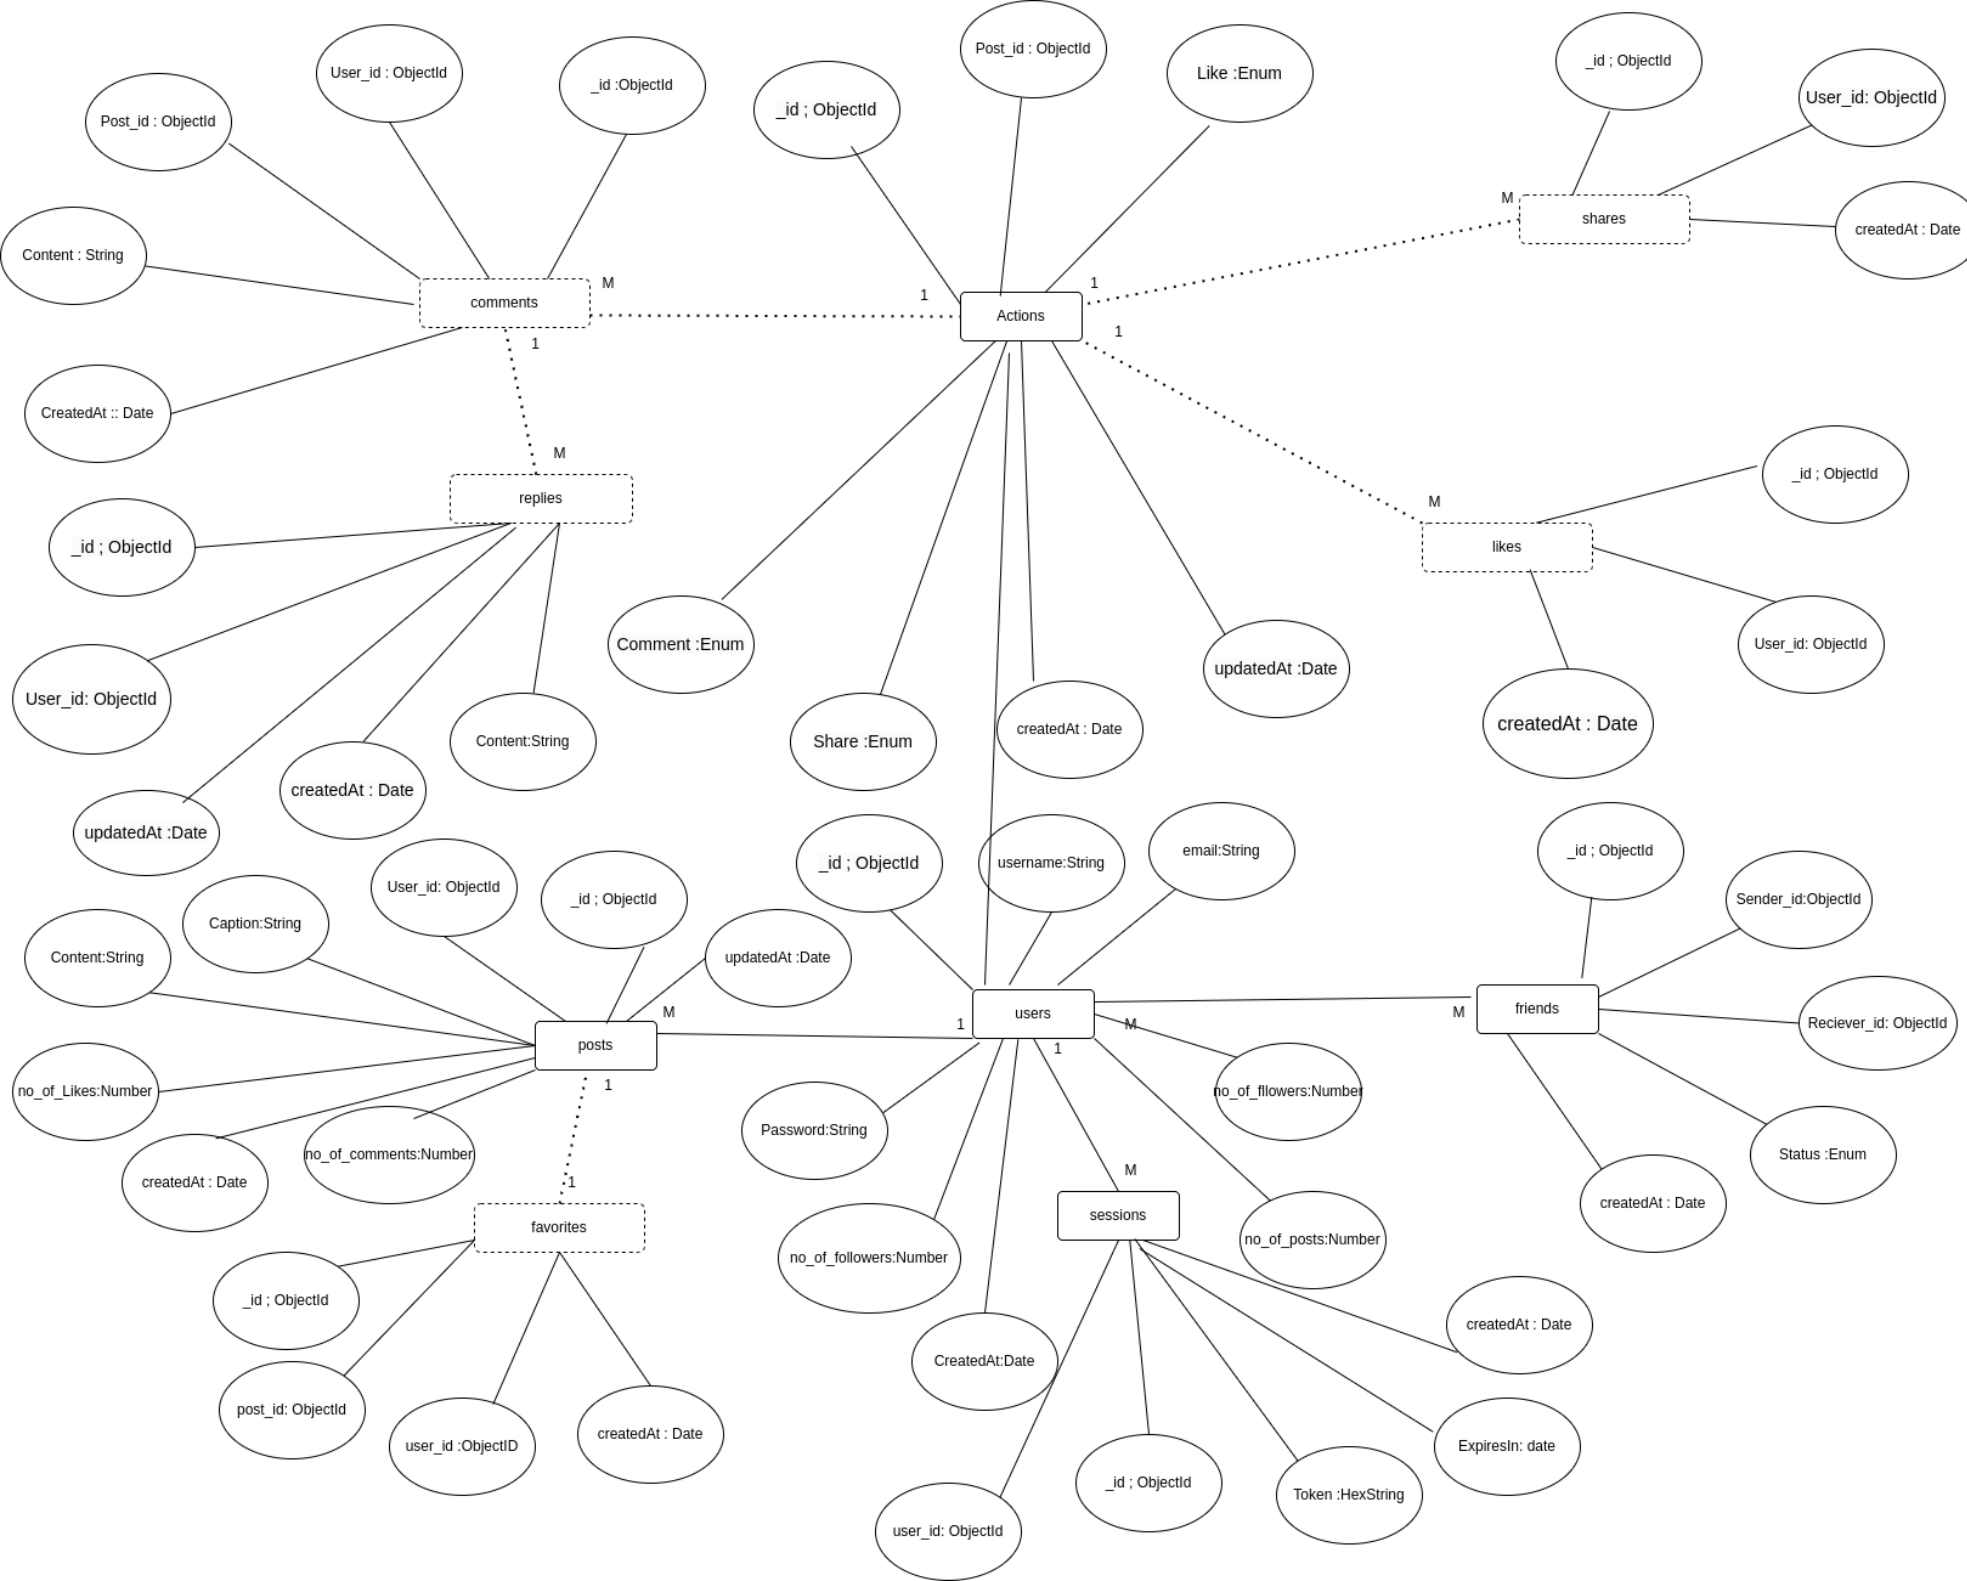 Post_id : ObjectId
User_id : ObjectId
_id :ObjectId
Content : String
CreatedAt :: Date
comments
M
1
1
M
_id ; ObjectId
Post_id : ObjectId
Like :Enum
Actions
1
M
1
M
_id ; ObjectId
User_id: ObjectId
createdAt : Date
shares
replies
_id ; ObjectId
User_id: ObjectId
updatedAt :Date
createdAt : Date
Content:String
Comment :Enum
Share :Enum
createdAt : Date
updatedAt :Date
likes
_id ; ObjectId
User_id: ObjectId
createdAt : Date
Content:String
Caption:String
User_id: ObjectId
_id ; ObjectId
updatedAt :Date
posts
M
1
no_of_Likes:Number
createdAt : Date
no_of_comments:Number
1
1
favorites
_id ; ObjectId
post_id: ObjectId
user_id :ObjectID
createdAt : Date
_id ; ObjectId
username:String
email:String
users
M
M
1
M
Password:String
no_of_followers:Number
CreatedAt:Date
no_of_fllowers:Number
no_of_posts:Number
sessions
user_id: ObjectId
_id ; ObjectId
Token :HexString
ExpiresIn: date
createdAt : Date
friends
_id ; ObjectId
Sender_id:ObjectId
Reciever_id: ObjectId
Status :Enum
createdAt : Date